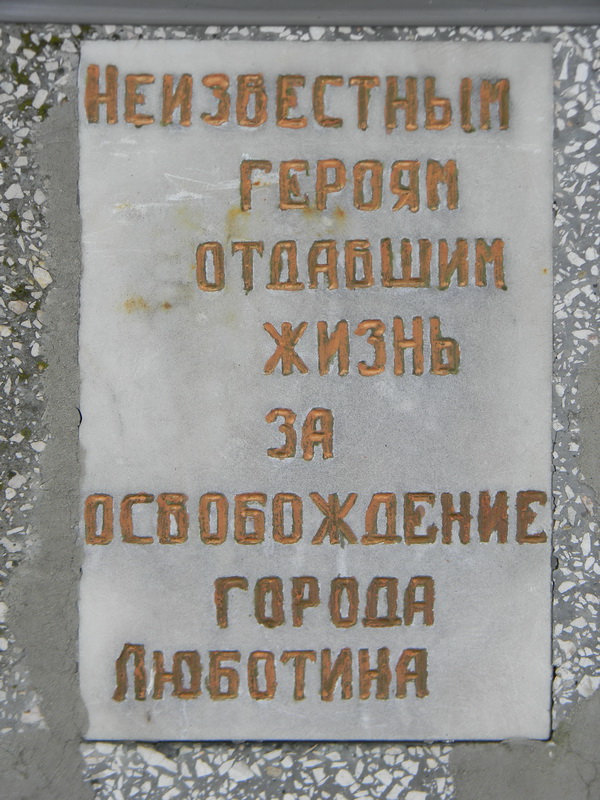 Неизвестным
героям
отдавшим
жизнь
за
освобождение
города
Люботина